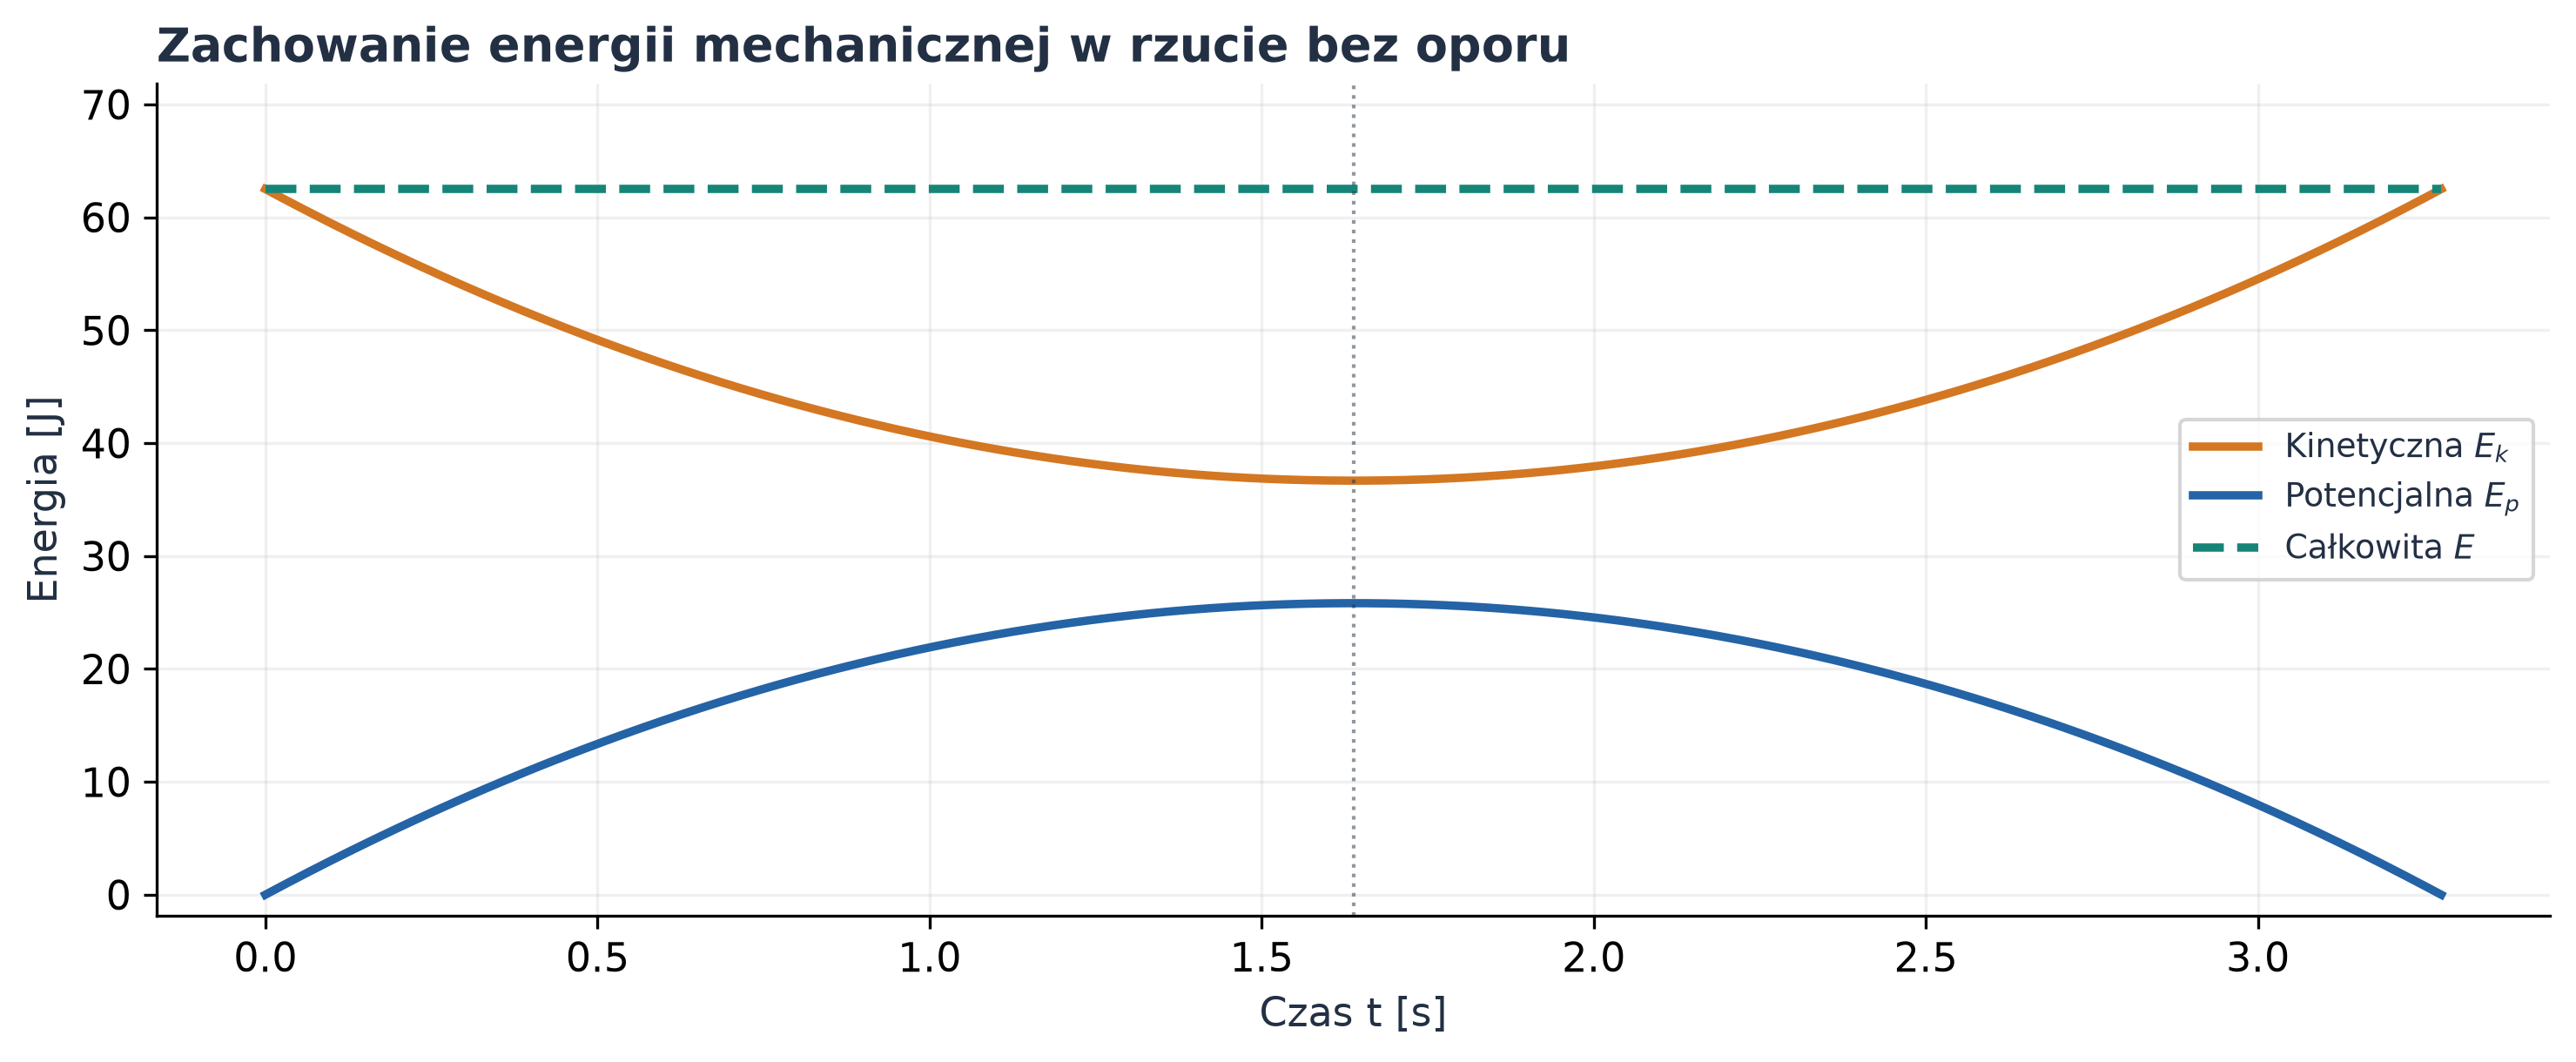 Zachowanie energii mechanicznej w rzucie bez oporu
70
60
50
40
30
20
10
0
Energia [J]
Kinetyczna E_k
Potencjalna E_p
Całkowita E
0.0 0.5 1.0 1.5 2.0 2.5 3.0
Czas t [s]